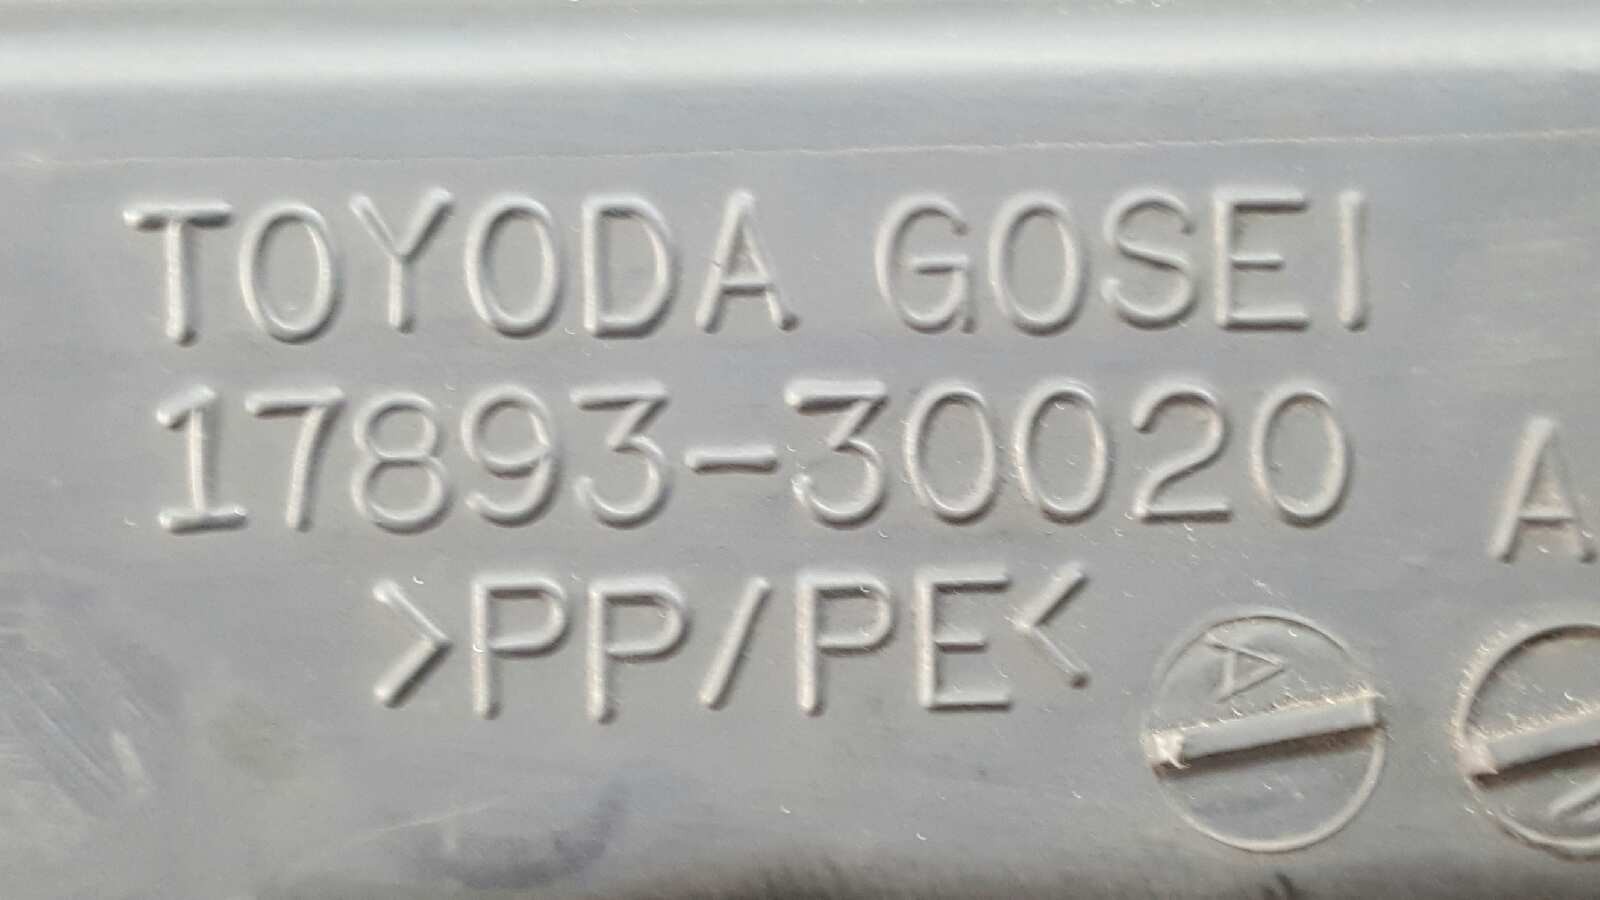 TOYODA GOSEI
17893-30020
A
>PP/PE<
A